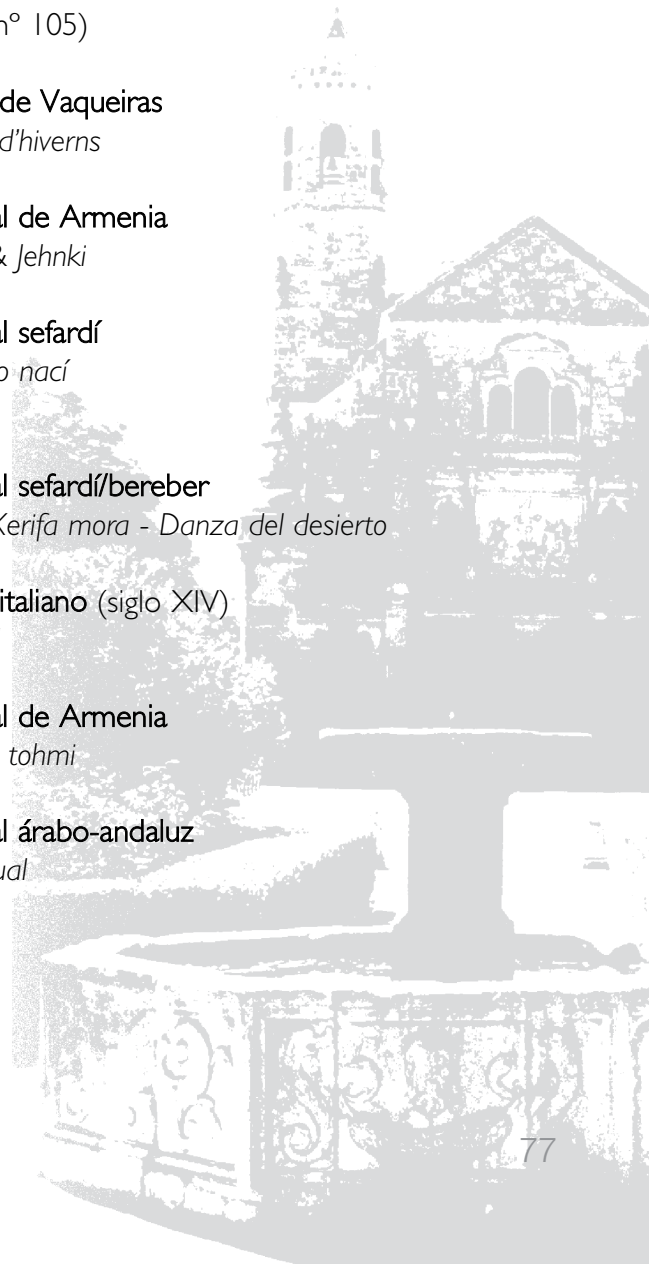 nº 105)
de Vaqueiras
d'hiverns
al de Armenia
& Jehnki
al sefardí
nací
al sefardí/bereber
Xerifa mora - Danza del desierto
italiano (siglo XIV)
al de Armenia
tohmi
al árabo-andaluz
ual
77